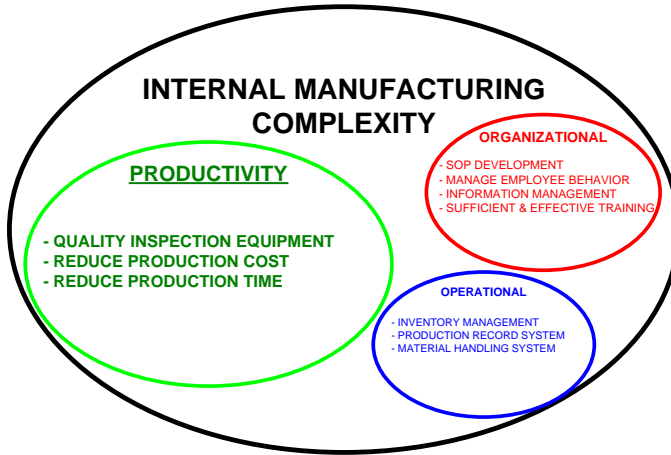 INTERNAL MANUFACTURING
COMPLEXITY
PRODUCTIVITY
- QUALITY INSPECTION EQUIPMENT
- REDUCE PRODUCTION COST
- REDUCE PRODUCTION TIME
ORGANIZATIONAL
- SOP DEVELOPMENT
- MANAGE EMPLOYEE BEHAVIOR
- INFORMATION MANAGEMENT
- SUFFICIENT & EFFECTIVE TRAINING
OPERATIONAL
- INVENTORY MANAGEMENT
- PRODUCTION RECORD SYSTEM
- MATERIAL HANDLING SYSTEM